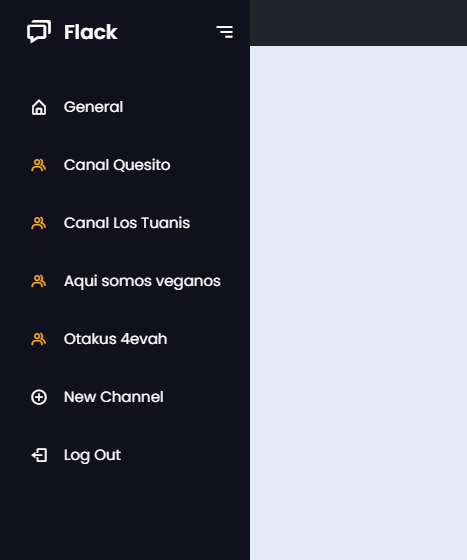 Flack
General
Canal Quesito
Canal Los Tuanis
Aqui somos veganos
Otakus 4evah
New Channel
Log Out